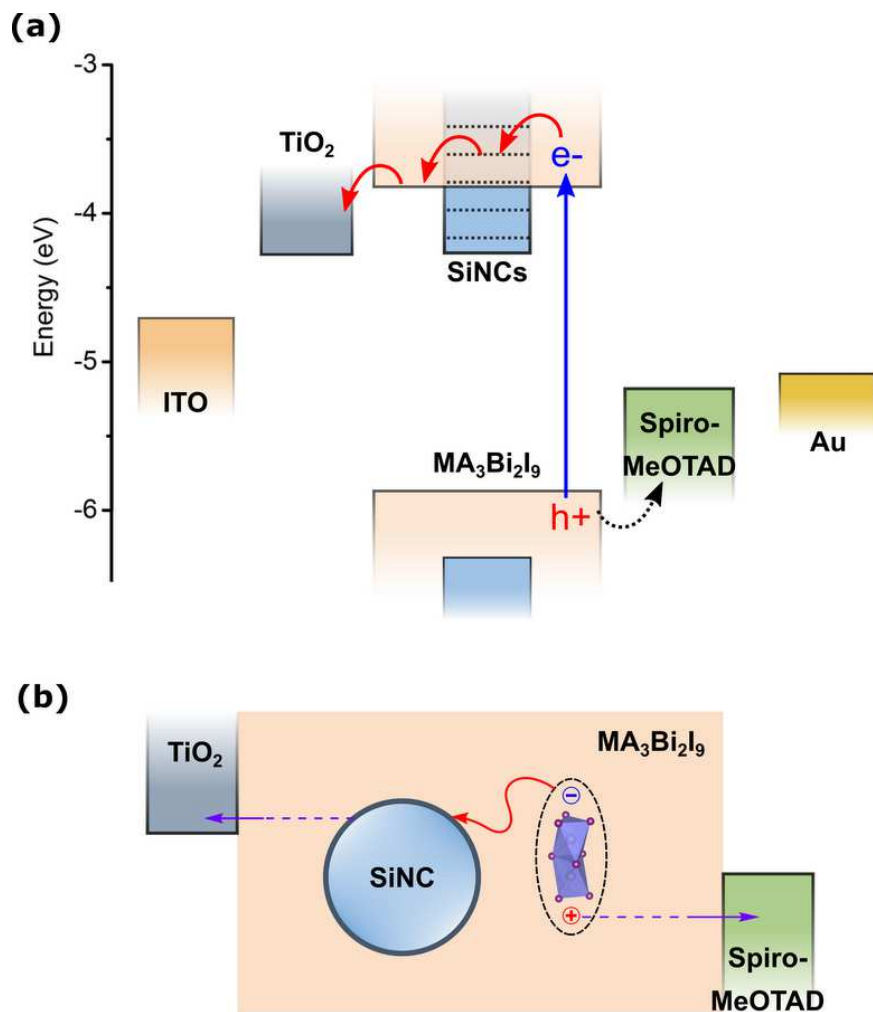 (a)
-3
-4
-5
-6
Energy (eV)
TiO₂
e-
SiNCs
ITO
MA₃Bi₂I₉
h+
Spiro-
MeOTAD
Au
(b)
TiO₂
MA₃Bi₂I₉
SiNC
−
+
Spiro-
MeOTAD